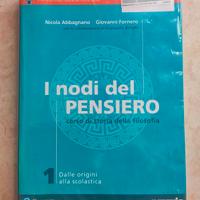 Nicola Abbagnano Giovanni Fornero
I nodi del
PENSIERO
corso di storia della filosofia
1 Dalle origini
alla scolastica